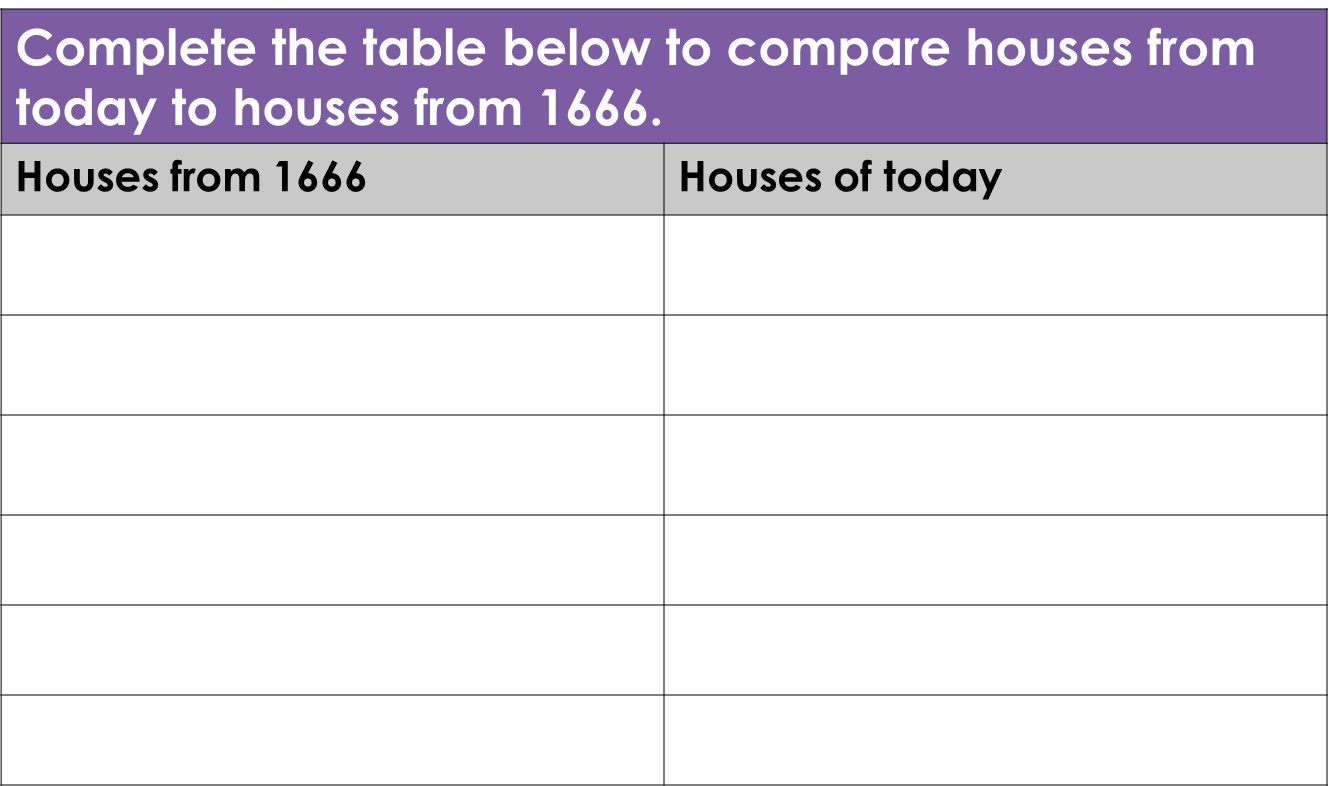 Complete the table below to compare houses from
today to houses from 1666.
Houses from 1666
Houses of today